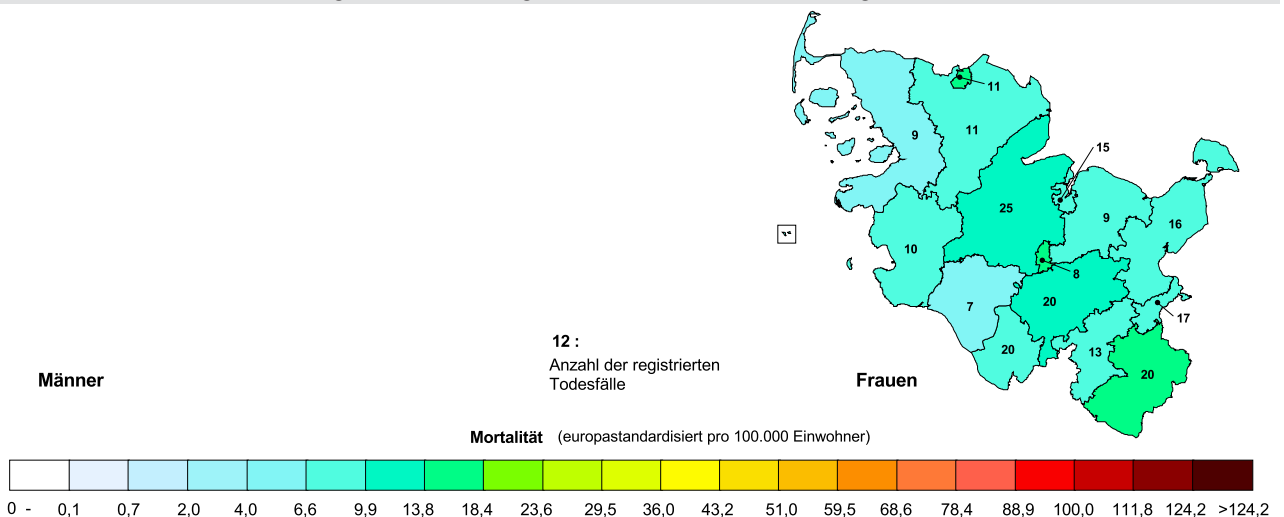 11
9
11
15
25
9
16
10
8
7
20
17
12 :
20
13
Anzahl der registrierten
Todesfälle
20
Männer
Frauen
Mortalität (europastandardisiert pro 100.000 Einwohner)
0 - 0,1 0,7 2,0 4,0 6,6 9,9 13,8 18,4 23,6 29,5 36,0 43,2 51,0 59,5 68,6 78,4 88,9 100,0 111,8 124,2 >124,2